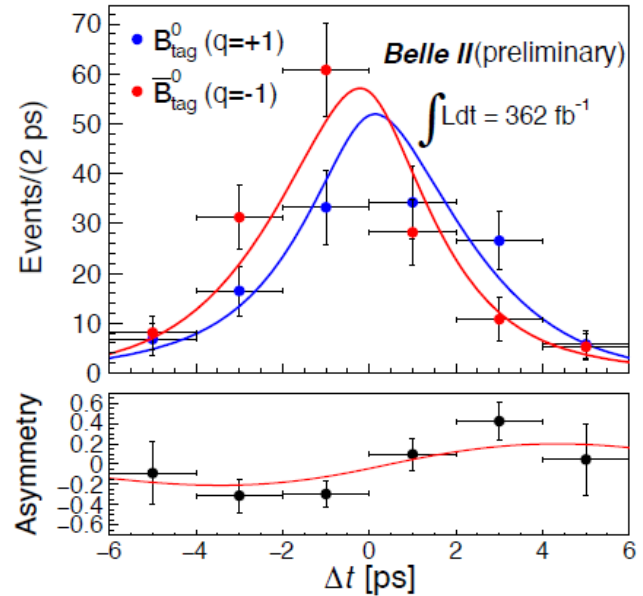 B⁰tag (q=+1)
B̅⁰tag (q=-1)
Belle II(preliminary)
∫Ldt = 362 fb⁻¹
Events/(2 ps)
70
60
50
40
30
20
10
0
Asymmetry
0.6
0.4
0.2
0
-0.2
-0.4
-0.6
-6 -4 -2 0 2 4 6
Δt [ps]